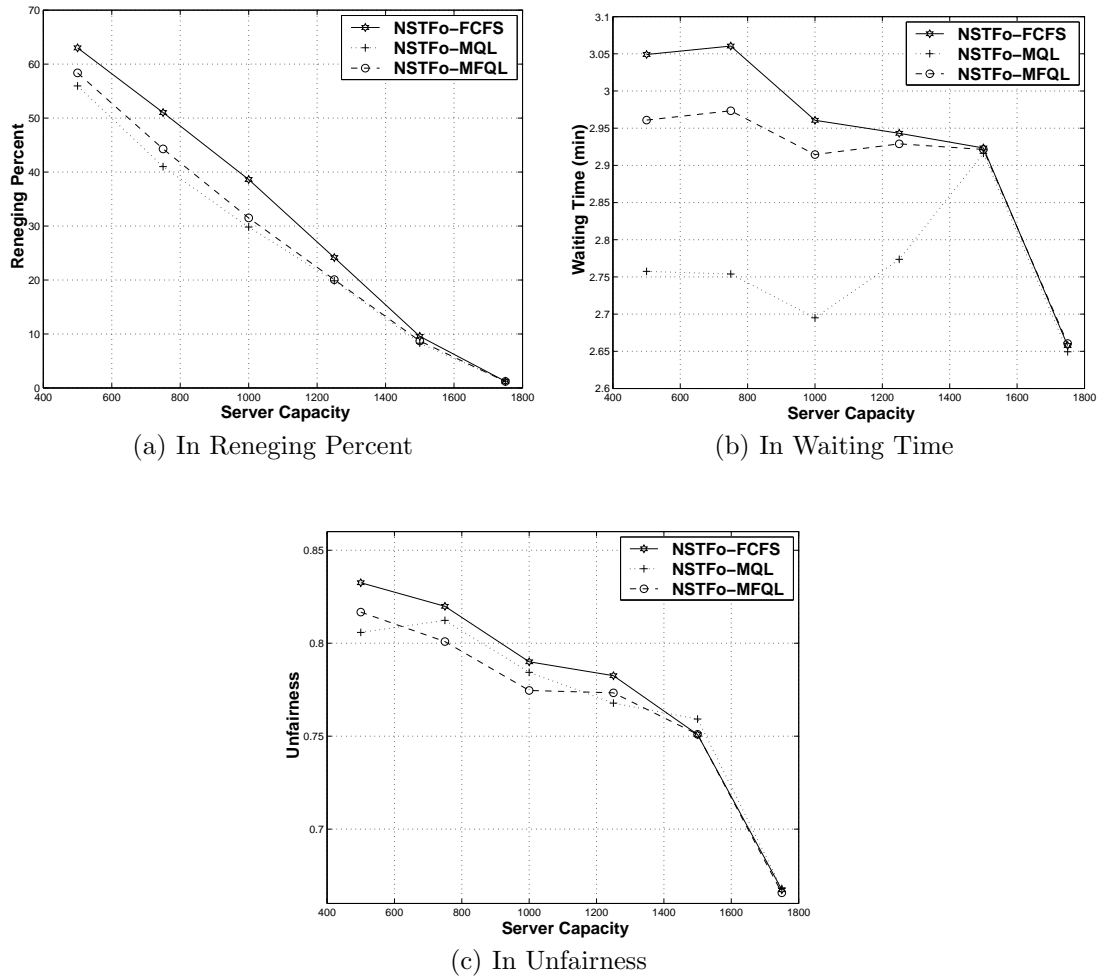 70
60
50
40
30
20
10
0
Reneging Percent
400 600 800 1000 1200 1400 1600 1800
Server Capacity
NSTFo−FCFS
NSTFo−MQL
NSTFo−MFQL
(a) In Reneging Percent
3.1
3.05
3
2.95
2.9
2.85
2.8
2.75
2.7
2.65
2.6
Waiting Time (min)
400 600 800 1000 1200 1400 1600 1800
Server Capacity
NSTFo−FCFS
NSTFo−MQL
NSTFo−MFQL
(b) In Waiting Time
0.85
0.8
0.75
0.7
Unfairness
400 600 800 1000 1200 1400 1600 1800
Server Capacity
NSTFo−FCFS
NSTFo−MQL
NSTFo−MFQL
(c) In Unfairness